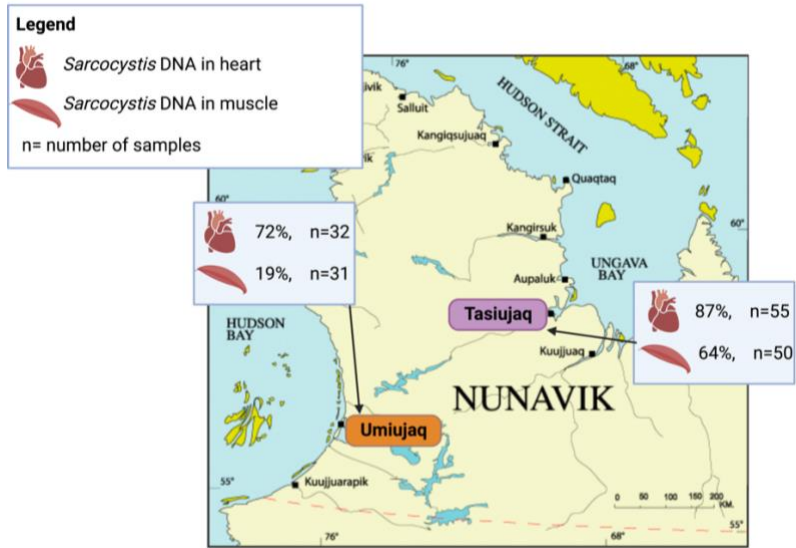 Legend
Sarcocystis DNA in heart
Sarcocystis DNA in muscle
n= number of samples
76°
68°
ivik
Salluit
HUDSON STRAIT
Kangiqsujuaq
ik
Quaqtaq
60°
60°
72%, n=32
19%, n=31
Kangirsuk
UNGAVA
BAY
Aupaluk
Tasiujaq
87%, n=55
64%, n=50
HUDSON
BAY
Kuujjuaq
NUNAVIK
Umiujaq
55°
Kuujjuarapik
0 50 100 150 200
KM.
55°
76°
68°